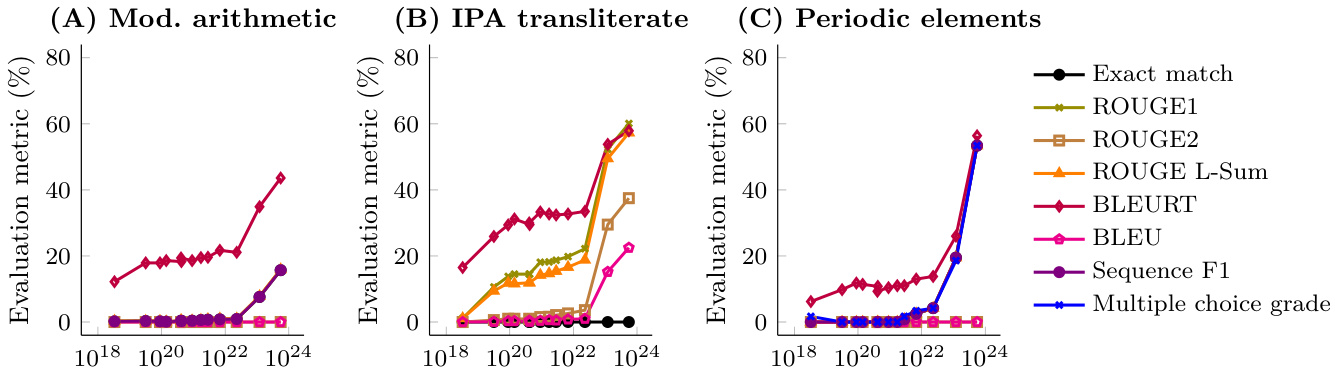 (A) Mod. arithmetic
Evaluation metric (%)
80
60
40
20
0
10^18 10^20 10^22 10^24
(B) IPA transliterate
Evaluation metric (%)
80
60
40
20
0
10^18 10^20 10^22 10^24
(C) Periodic elements
Evaluation metric (%)
80
60
40
20
0
10^18 10^20 10^22 10^24
Exact match
ROUGE1
ROUGE2
ROUGE L-Sum
BLEURT
BLEU
Sequence F1
Multiple choice grade